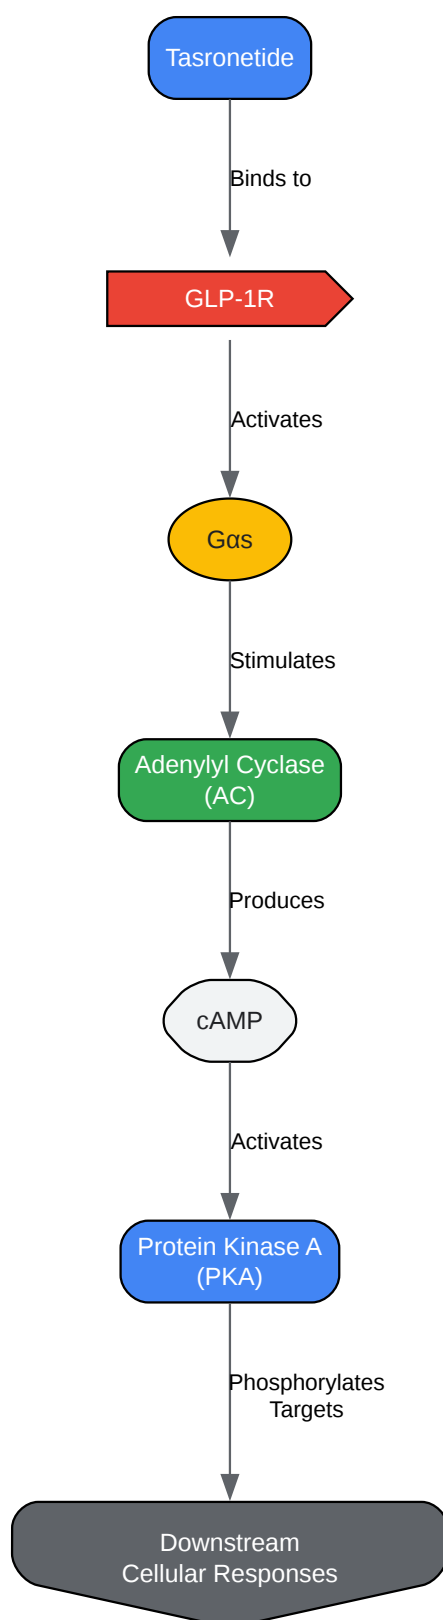 Tasronetide
Binds to
GLP-1R
Activates
Gαs
Stimulates
Adenylyl Cyclase
(AC)
Produces
cAMP
Activates
Protein Kinase A
(PKA)
Phosphorylates
Targets
Downstream
Cellular Responses